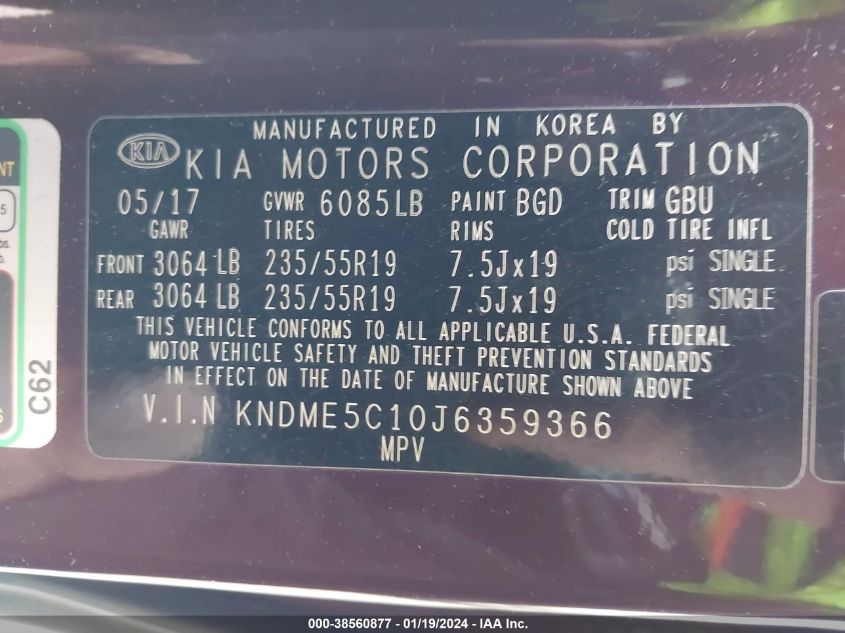 MANUFACTURED IN KOREA BY
KIA KIA MOTORS CORPORATION
05/17 GVWR 6085LB PAINT BGD TRIM GBU
GAWR TIRES RIMS COLD TIRE INFL
FRONT 3064 LB 235/55R19 7.5Jx19 psi SINGLE
REAR 3064 LB 235/55R19 7.5Jx19 psi SINGLE
THIS VEHICLE CONFORMS TO ALL APPLICABLE U.S.A. FEDERAL
MOTOR VEHICLE SAFETY AND THEFT PREVENTION STANDARDS
IN EFFECT ON THE DATE OF MANUFACTURE SHOWN ABOVE
V.I.N KNDME5C10J6359366
MPV
C62
000-38560877 - 01/19/2024 - IAA Inc.